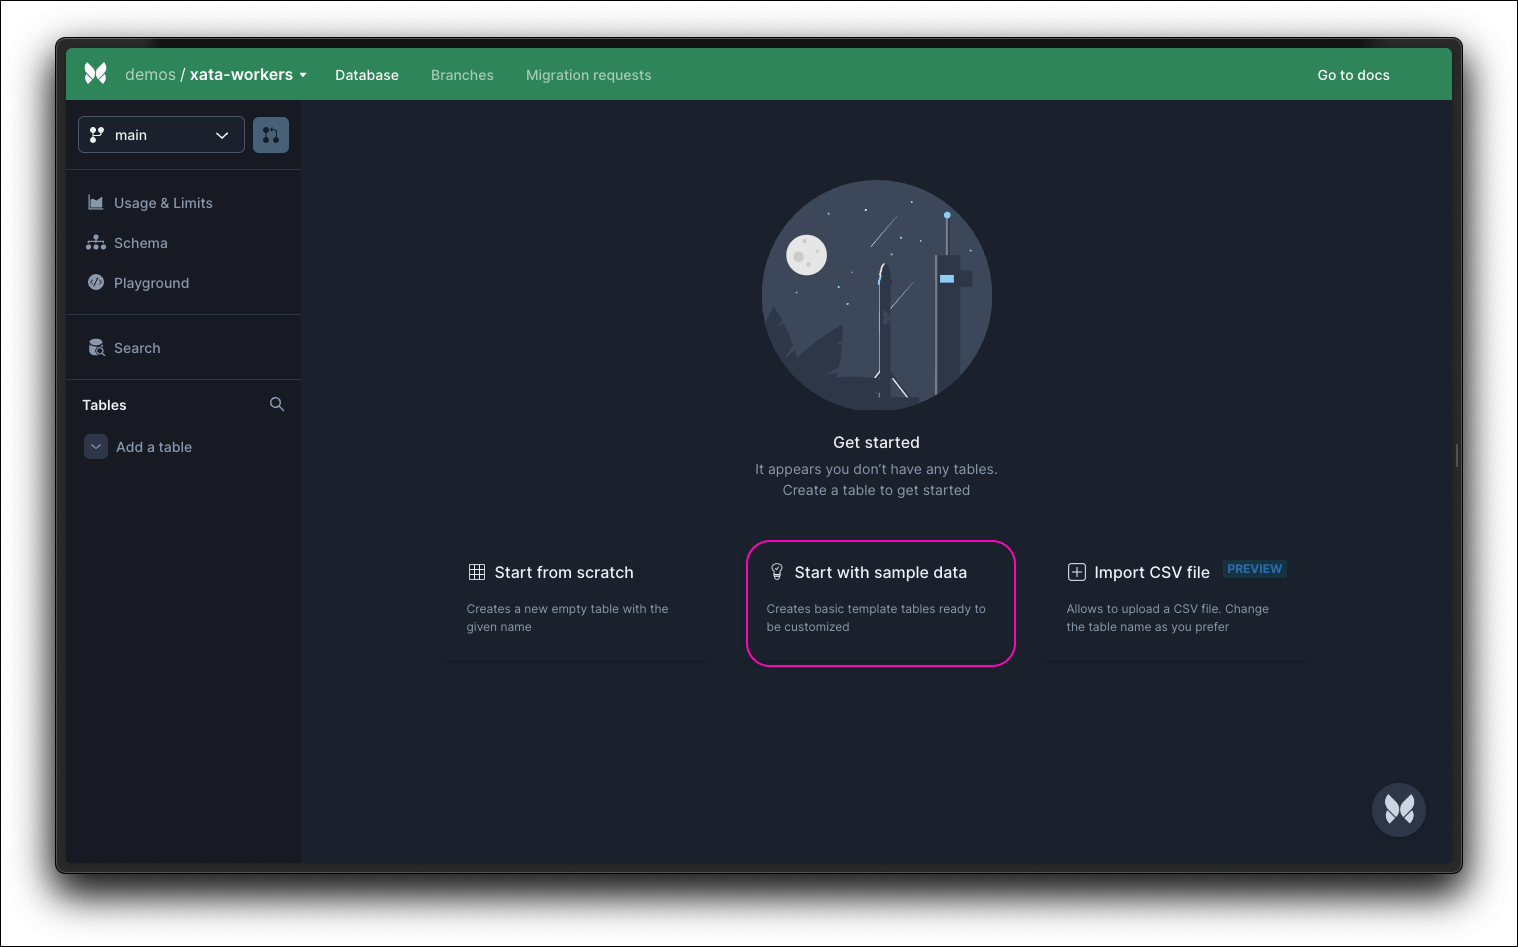 demos / xata-workers
Database
Branches
Migration requests
Go to docs
main
Usage & Limits
Schema
Playground
Search
Tables
Add a table
Get started
It appears you don't have any tables.
Create a table to get started
Start from scratch
Creates a new empty table with the
given name
Start with sample data
Creates basic template tables ready to
be customized
Import CSV file PREVIEW
Allows to upload a CSV file. Change
the table name as you prefer